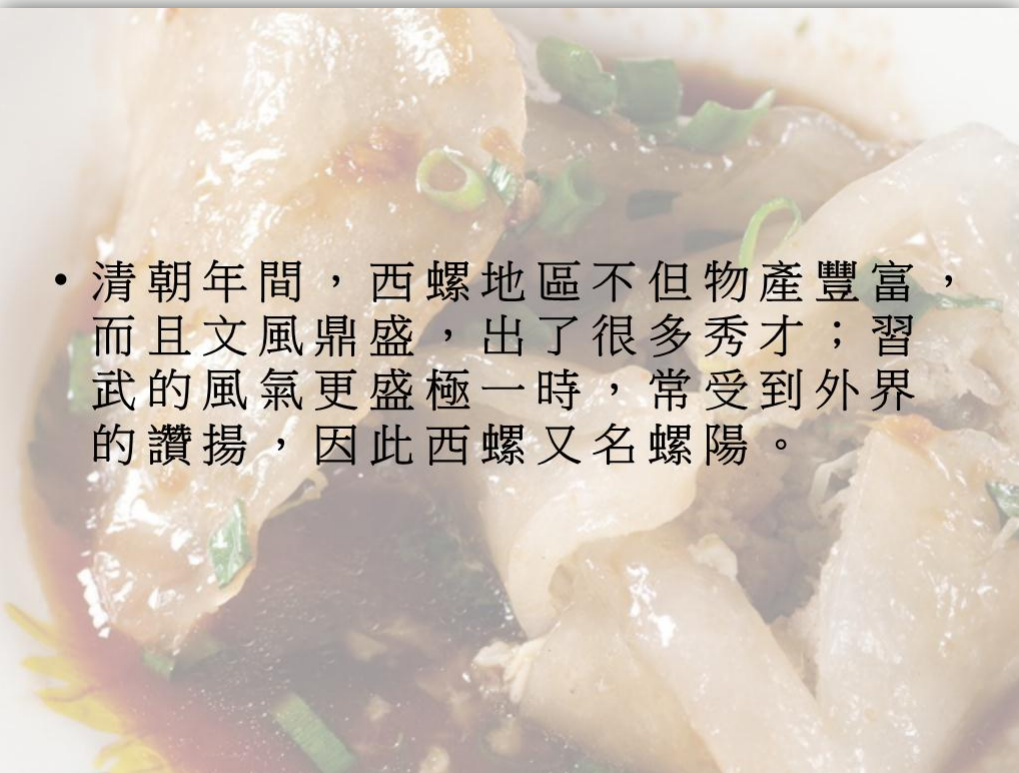 • 清朝年間，西螺地區不但物產豐富，
而且文風鼎盛，出了很多秀才；習
武的風氣更盛極一時，常受到外界
的讚揚，因此西螺又名螺陽。